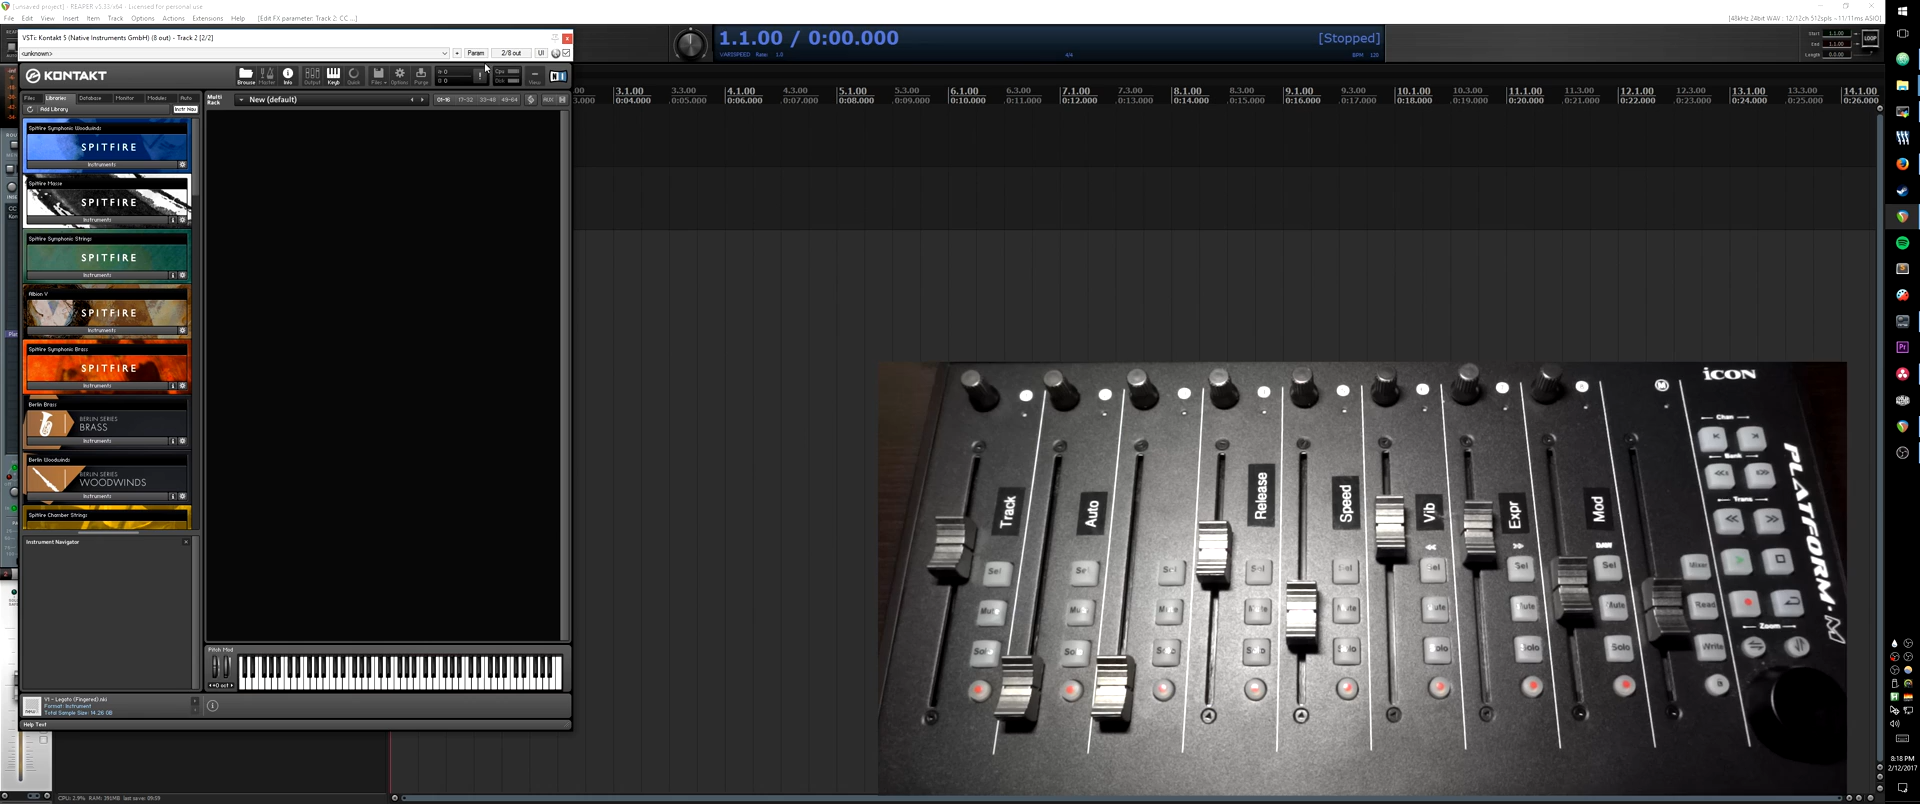 (unsaved project) - REAPER v5.33/x64 - Licensed for personal use
File Edit View Insert Item Track Options Actions Extensions Help [Edit FX parameter: Track 2: CC ...]
[48kHz 24bit WAV : 12/12ch 512spls ~11/11ms ASIO]
VSTi: Kontakt 5 (Native Instruments GmbH) (8 out) - Track 2 [2/2]
<unknown>
+ Param 2/8 out UI
KONTAKT
Browse Master Info Output Keyb Quick Files Options Purge View
Cpu
Disk
Files Libraries Database Monitor Modules Auto
Add Library
Instr Nav
Multi Rack
New (default)
01-16 17-32 33-48 49-64 AUX
Spitfire Symphonic Woodwinds
SPITFIRE
Instruments
Spitfire Masse
SPITFIRE
Instruments
Spitfire Symphonic Strings
SPITFIRE
Instruments
Albion V
SPITFIRE
Instruments
Spitfire Symphonic Brass
SPITFIRE
Instruments
Berlin Brass
BERLIN SERIES
BRASS
Instruments
Berlin Woodwinds
BERLIN SERIES
WOODWINDS
Instruments
Spitfire Chamber Strings
Instrument Navigator
Pitch Mod
+0 oct
V1 - Legato (Fingered).nki
Format: Instrument
Total Sample Size: 14.26 GB
Help Text
CPU: 2.9% RAM: 391MB last save: 09:59
1.1.00 / 0:00.000
[Stopped]
VARISPEED Rate: 1.0
4/4
BPM 120
Start 1.1.00
End 1.1.00
Length 0.0.00
LOOP
3.1.00 3.3.00 4.1.00 4.3.00 5.1.00 5.3.00 6.1.00 6.3.00 7.1.00 7.3.00 8.1.00 8.3.00 9.1.00 9.3.00 10.1.00 10.3.00 11.1.00 11.3.00 12.1.00 12.3.00 13.1.00 13.3.00 14.1.00
0:04.000 0:05.000 0:06.000 0:07.000 0:08.000 0:09.000 0:10.000 0:11.000 0:12.000 0:13.000 0:14.000 0:15.000 0:16.000 0:17.000 0:18.000 0:19.000 0:20.000 0:21.000 0:22.000 0:23.000 0:24.000 0:25.000 0:26.000
iCON
PLATFORM·M
Track
Auto
Release
Speed
Vib
Expr
Mod
Chan
Bank
Trans
Zoom
DAW
Sel Sel Sel Sel Sel Sel Sel Sel
Mute Mute Mute Mute Mute Mute Mute Mute
Solo Solo Solo Solo Solo Solo Solo Solo
Mixer
Read
Write
8:18 PM
2/12/2017